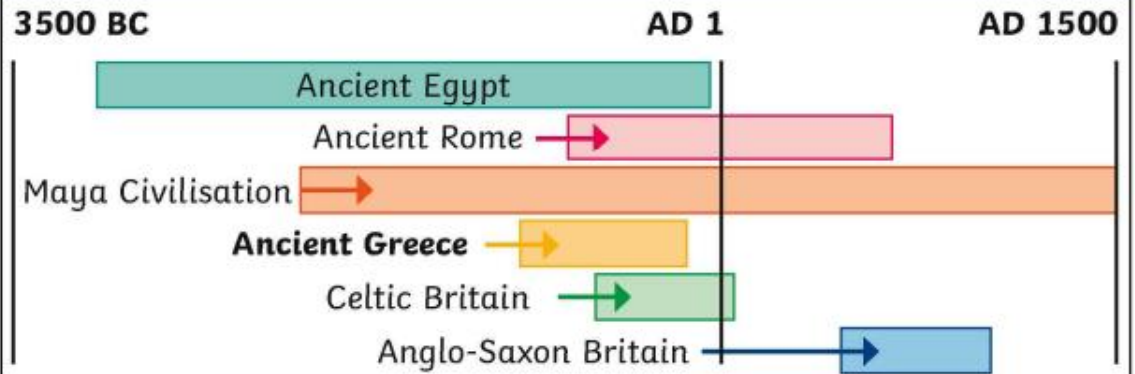 3500 BC AD 1 AD 1500
Ancient Egypt
Ancient Rome
Maya Civilisation
Ancient Greece
Celtic Britain
Anglo-Saxon Britain